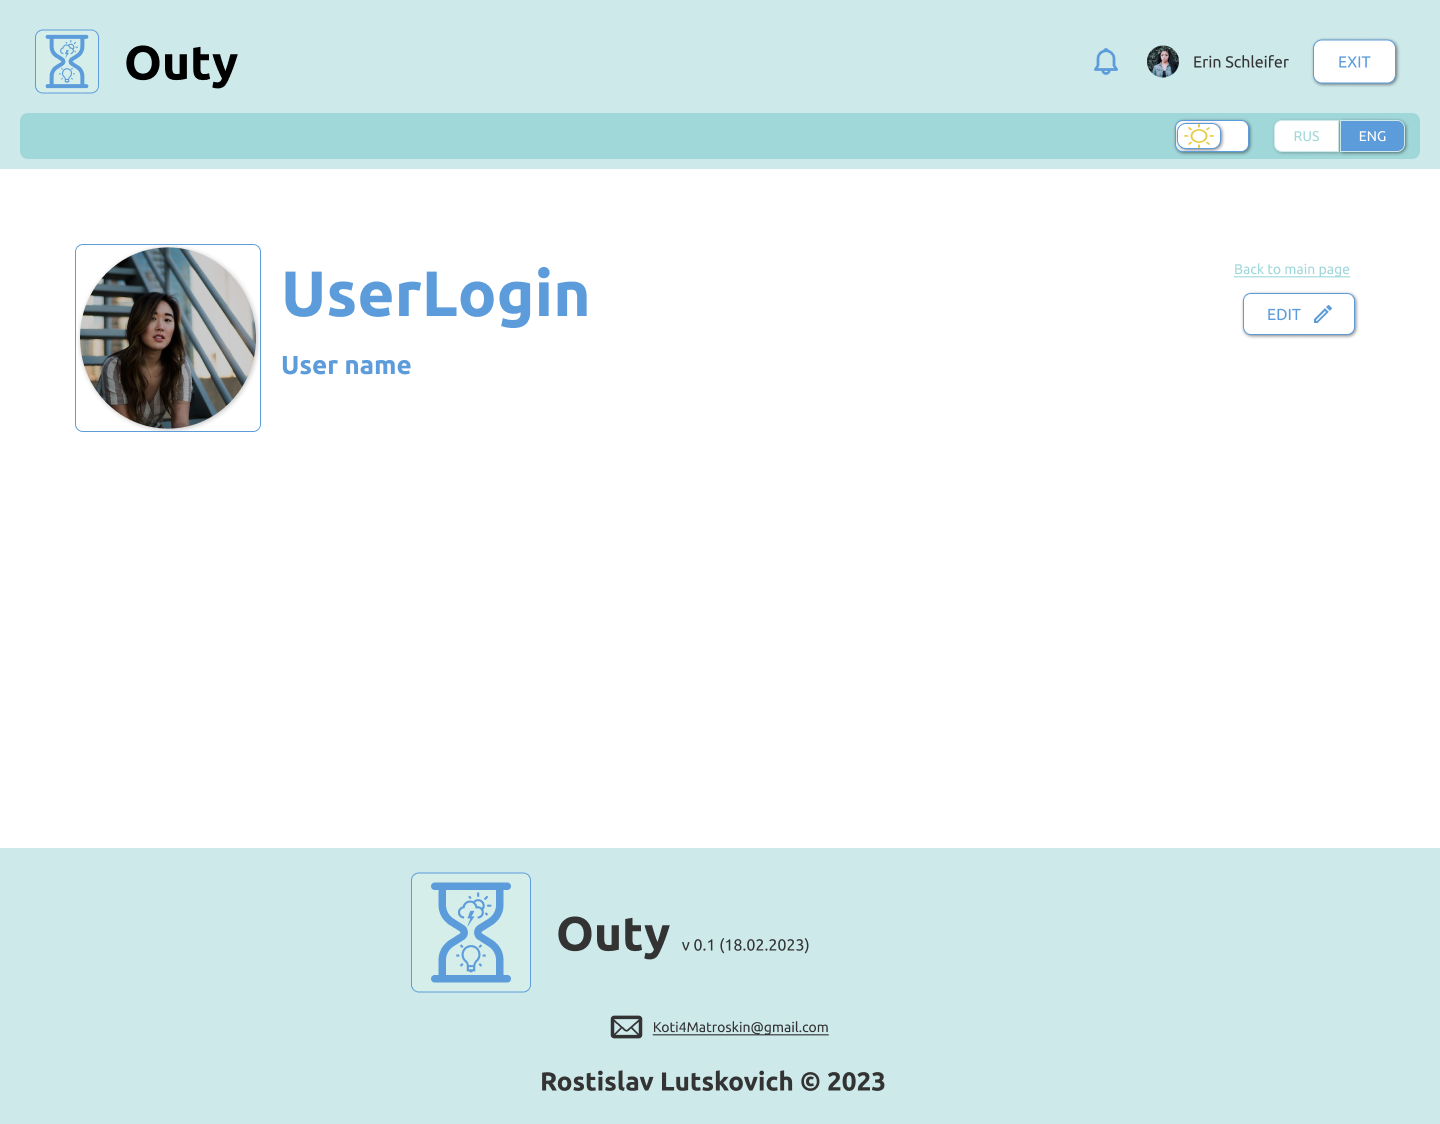 Outy
Erin Schleifer
EXIT
RUS
ENG
UserLogin
User name
Back to main page
EDIT
Outy v 0.1 (18.02.2023)
Koti4Matroskin@gmail.com
Rostislav Lutskovich © 2023